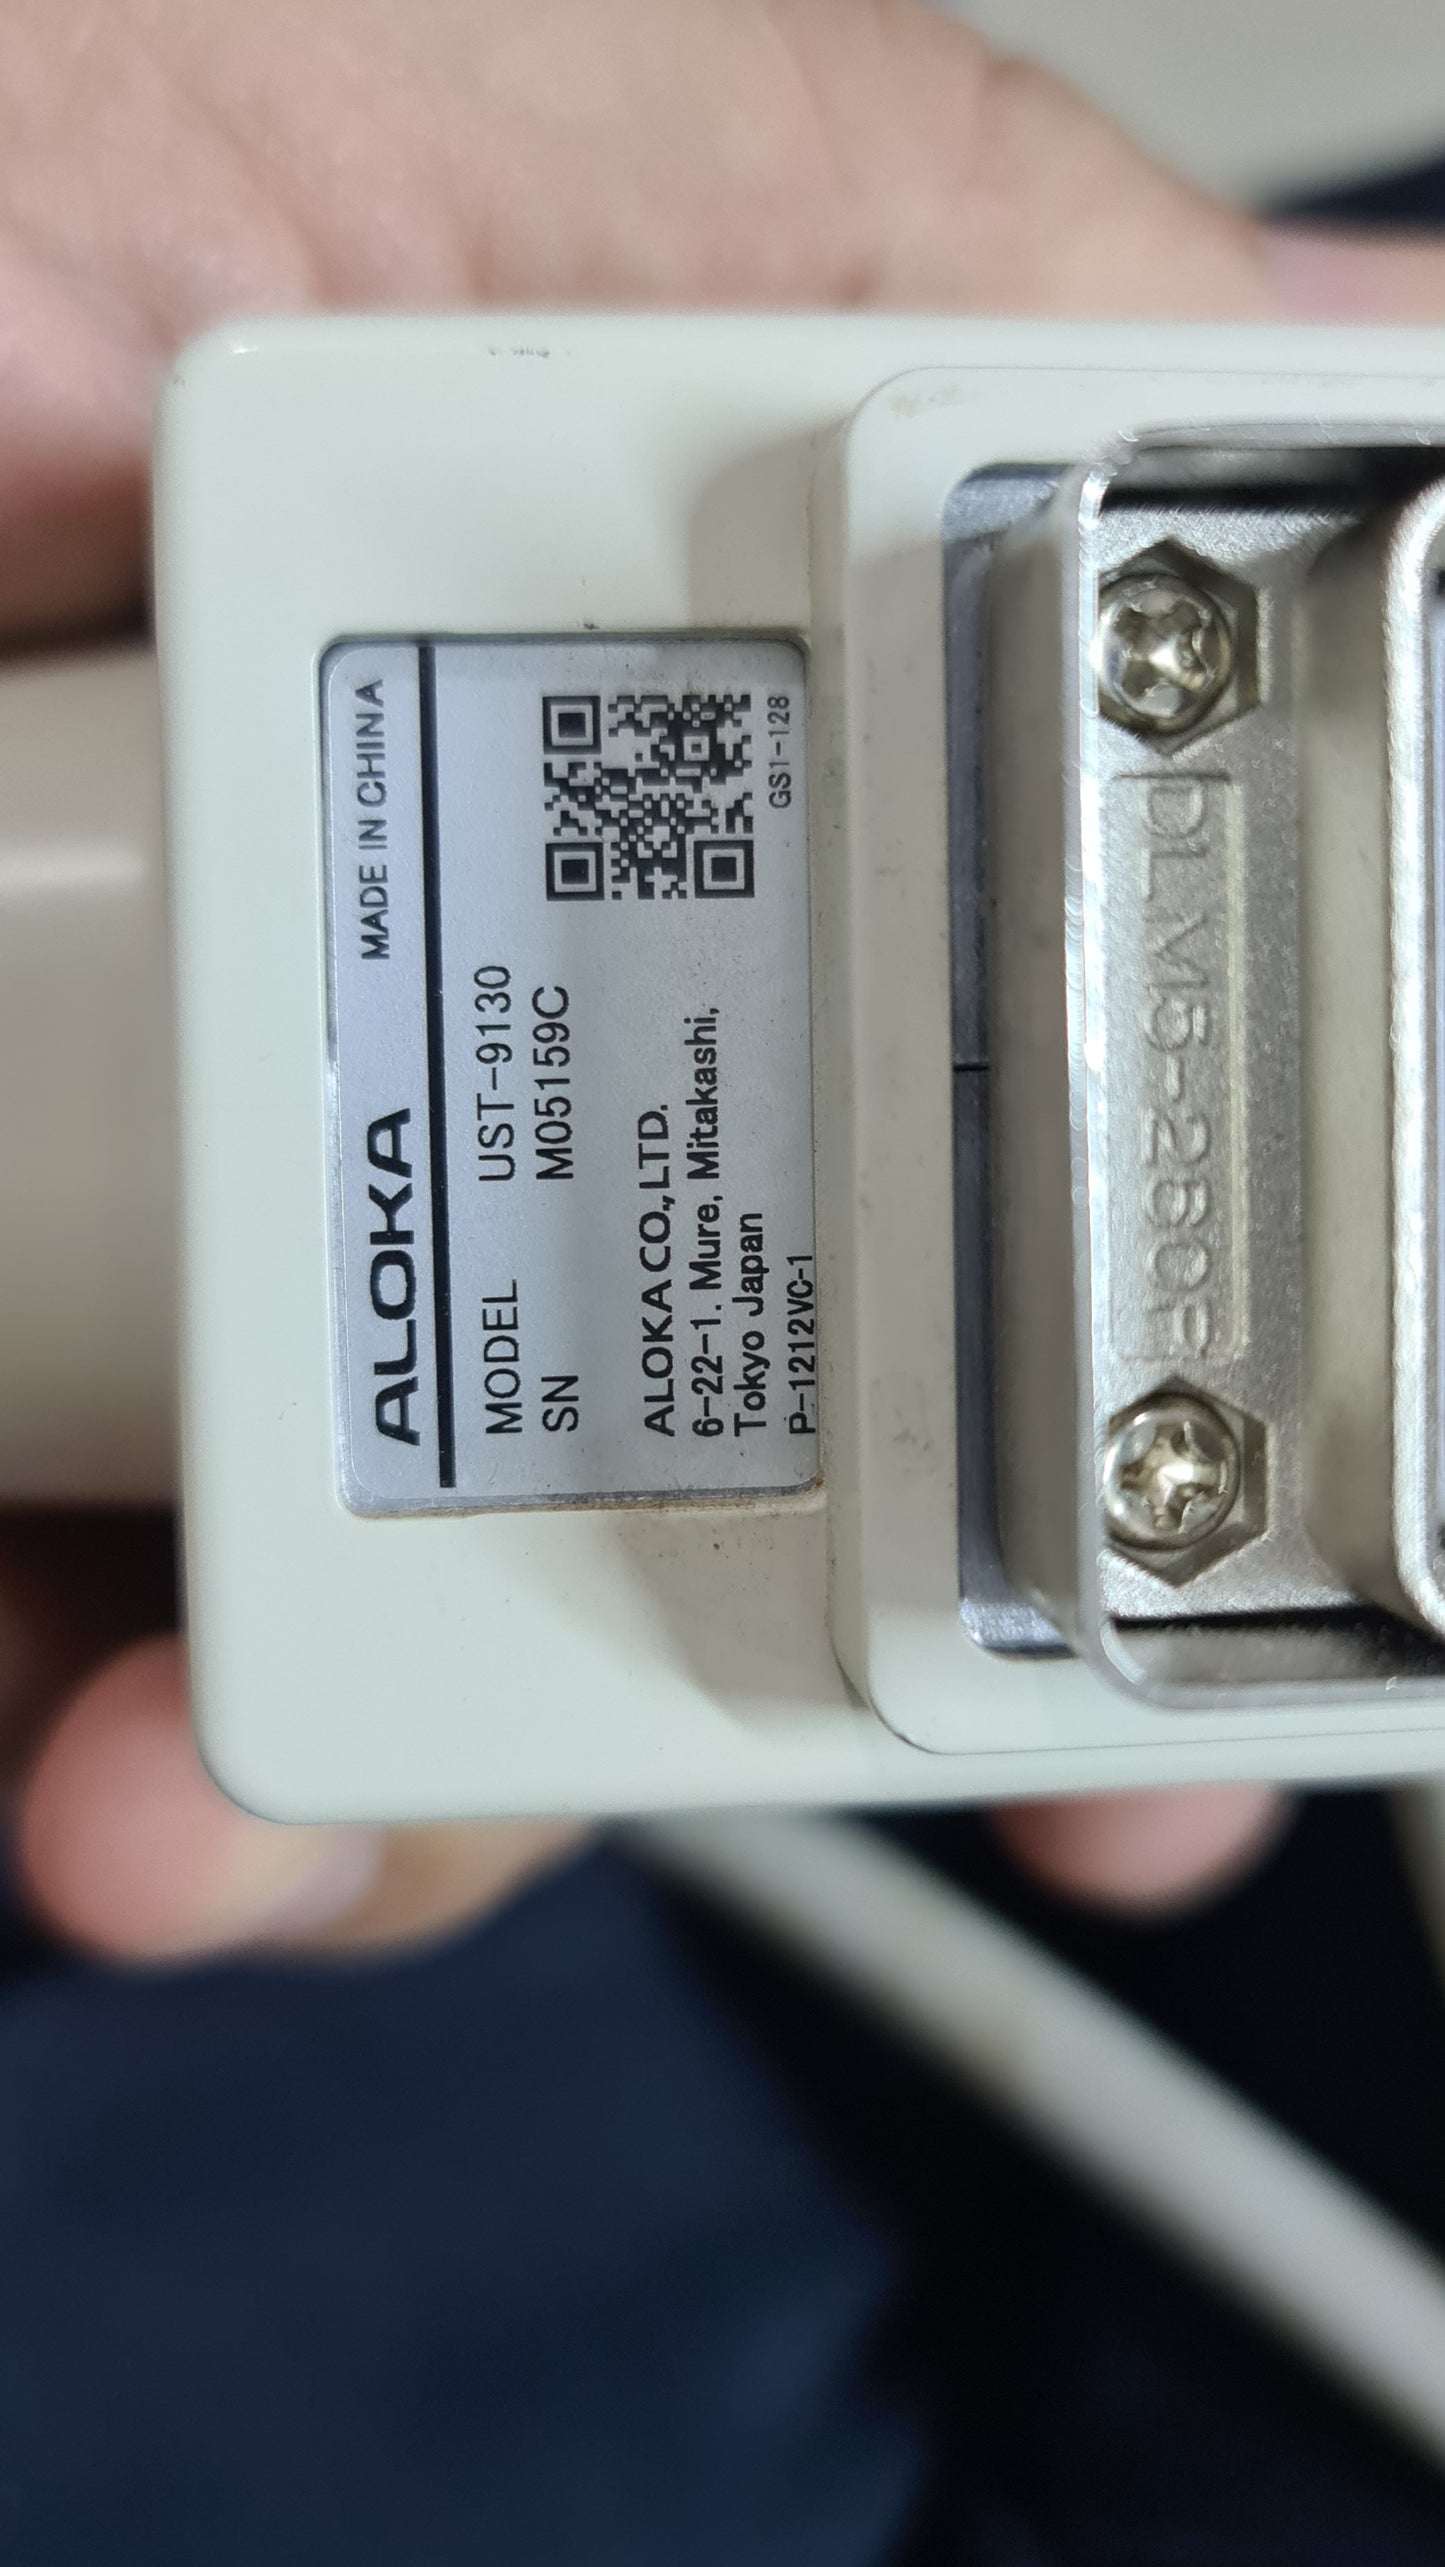 ALOKA MADE IN CHINA
MODEL UST-9130
SN M05159C
ALOKA CO., LTD.
6-22-1, Mure, Mitakashi,
Tokyo Japan
P-1212VC-1
GS1-128
DLM5-260P